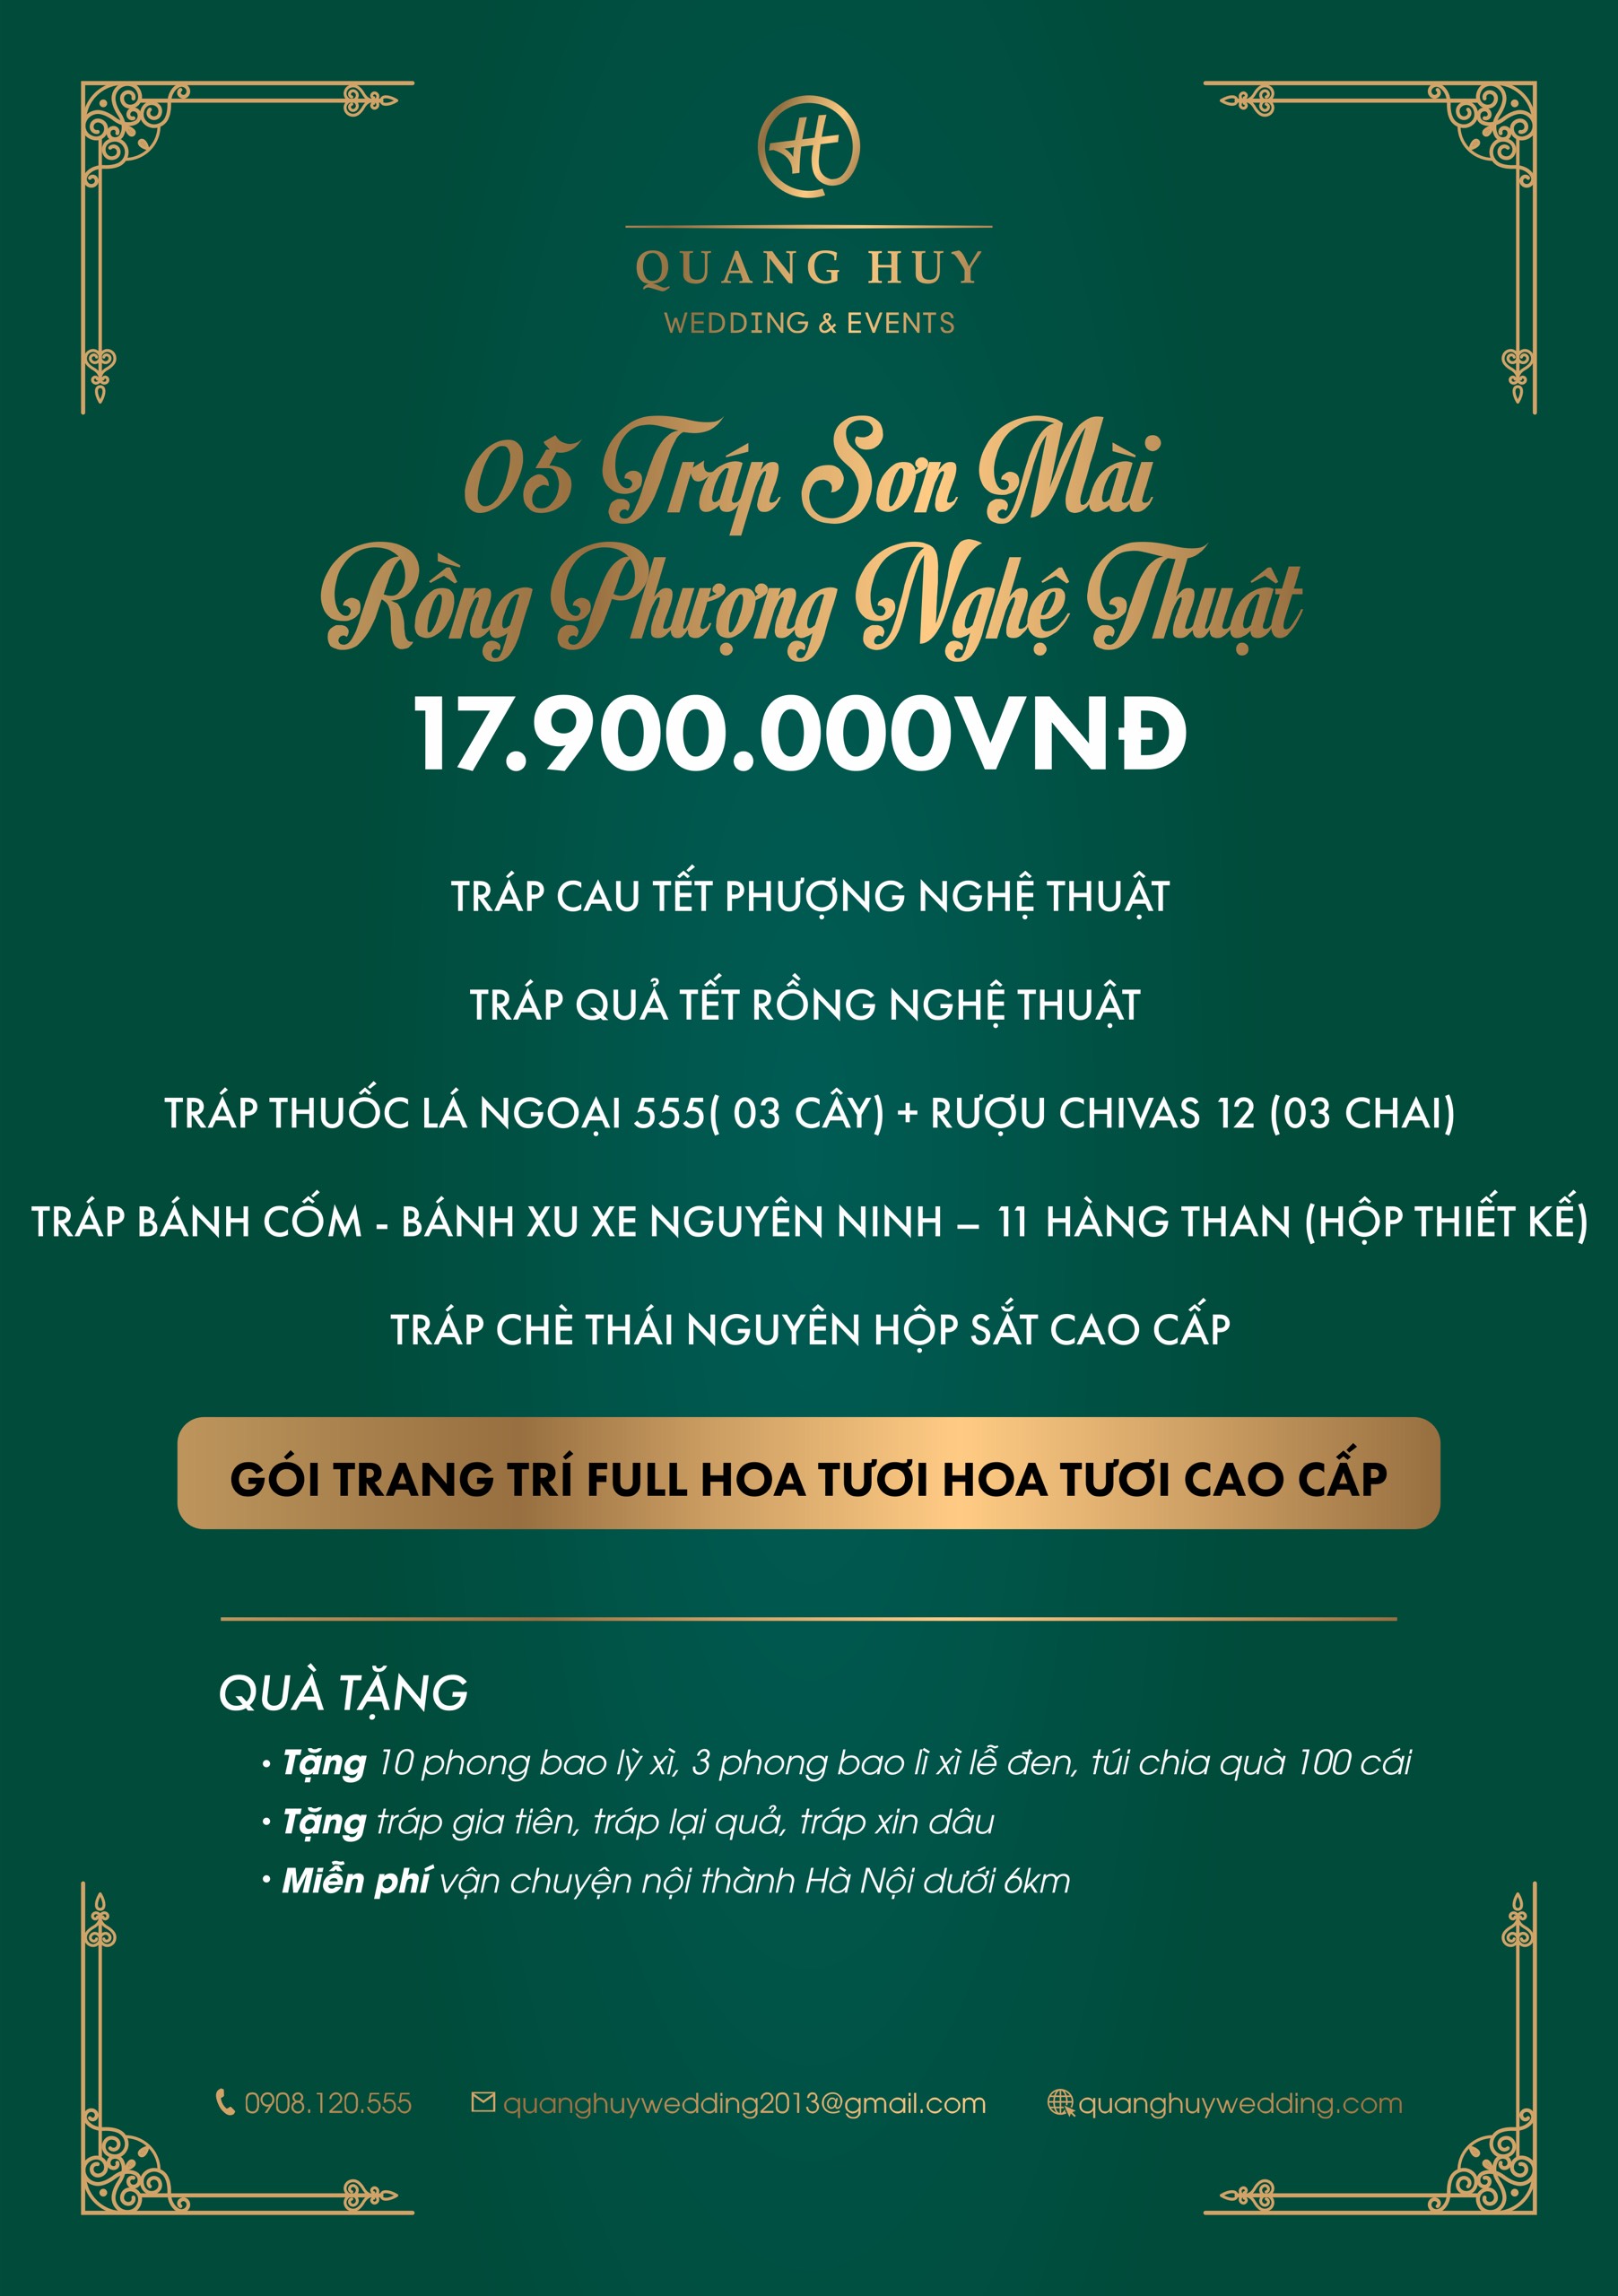 QUANG HUY
WEDDING & EVENTS
05 Tráp Sơn Mài
Rồng Phượng Nghệ Thuật
17.900.000VNĐ
TRÁP CAU TẾT PHƯỢNG NGHỆ THUẬT
TRÁP QUẢ TẾT RỒNG NGHỆ THUẬT
TRÁP THUỐC LÁ NGOẠI 555( 03 CÂY) + RƯỢU CHIVAS 12 (03 CHAI)
TRÁP BÁNH CỐM - BÁNH XU XE NGUYÊN NINH – 11 HÀNG THAN (HỘP THIẾT KẾ)
TRÁP CHÈ THÁI NGUYÊN HỘP SẮT CAO CẤP
GÓI TRANG TRÍ FULL HOA TƯƠI HOA TƯƠI CAO CẤP
QUÀ TẶNG
• Tặng 10 phong bao lỳ xì, 3 phong bao lì xì lễ đen, túi chia quà 100 cái
• Tặng tráp gia tiên, tráp lại quả, tráp xin dâu
• Miễn phí vận chuyện nội thành Hà Nội dưới 6km
0908.120.555 quanghuywedding2013@gmail.com quanghuywedding.com